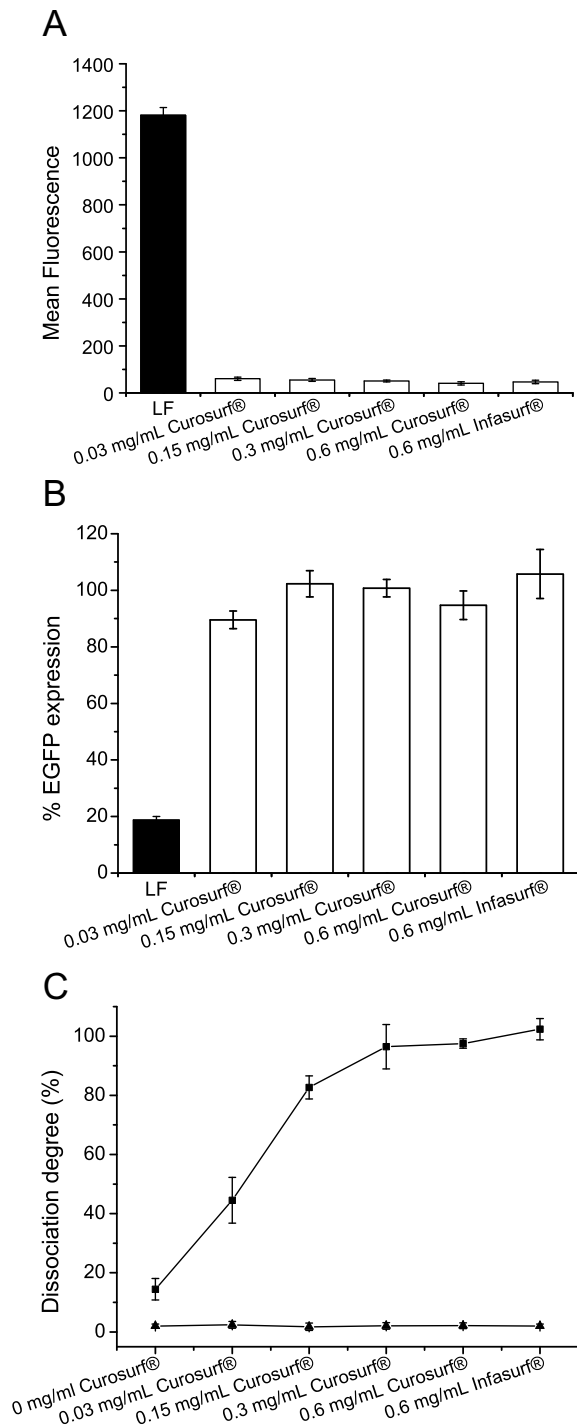 A
1400
1200
1000
800
600
400
200
0
Mean Fluorescence
LF
0.03 mg/mL Curosurf®
0.15 mg/mL Curosurf®
0.3 mg/mL Curosurf®
0.6 mg/mL Curosurf®
0.6 mg/mL Infasurf®
B
120
100
80
60
40
20
0
% EGFP expression
LF
0.03 mg/mL Curosurf®
0.15 mg/mL Curosurf®
0.3 mg/mL Curosurf®
0.6 mg/mL Curosurf®
0.6 mg/mL Infasurf®
C
100
80
60
40
20
0
Dissociation degree (%)
0 mg/ml Curosurf®
0.03 mg/mL Curosurf®
0.15 mg/mL Curosurf®
0.3 mg/mL Curosurf®
0.6 mg/mL Curosurf®
0.6 mg/mL Infasurf®